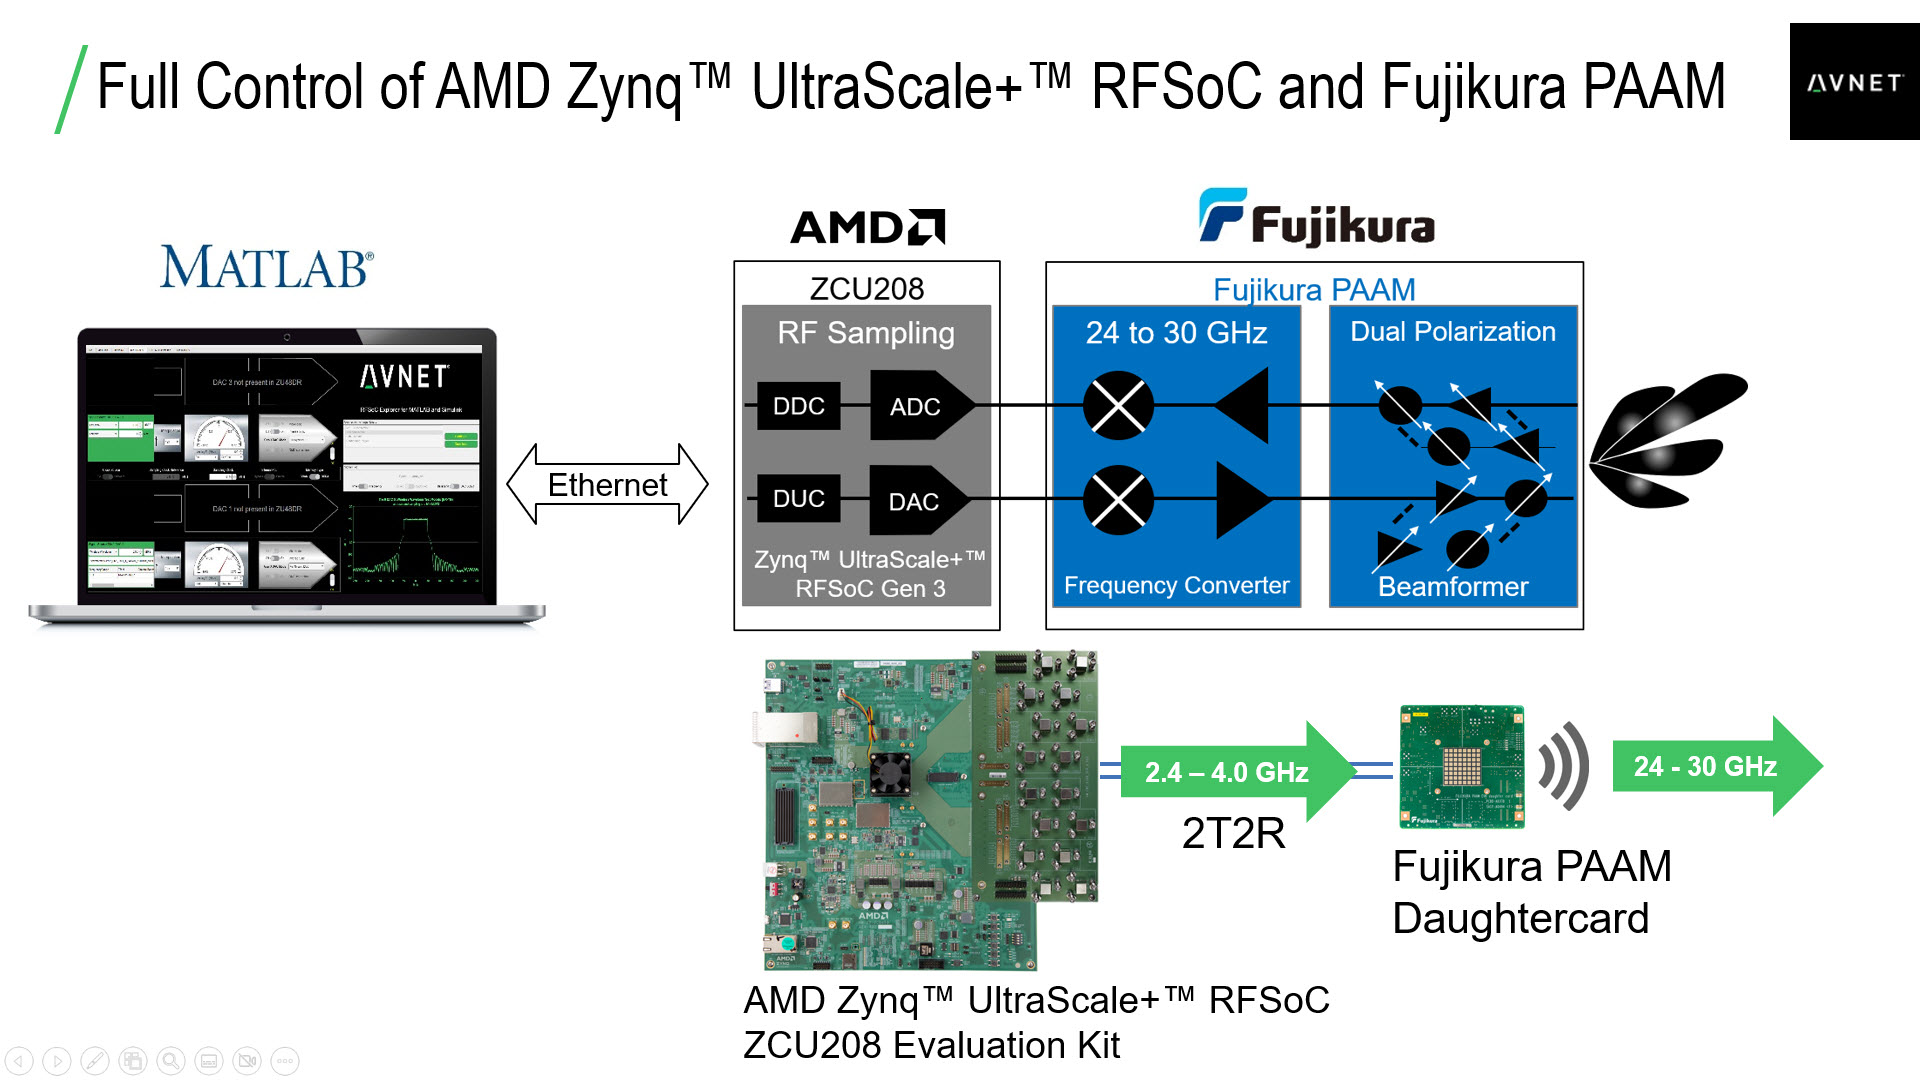 Full Control of AMD Zynq™ UltraScale+™ RFSoC and Fujikura PAAM
AVNET
MATLAB®
AMD
Fujikura
ZCU208
Fujikura PAAM
RF Sampling
24 to 30 GHz
Dual Polarization
DDC
ADC
DUC
DAC
Zynq™ UltraScale+™
RFSoC Gen 3
Frequency Converter
Beamformer
DAC 3 not present in ZU48DR
AVNET
RFSoC Explorer for MATLAB and Simulink
DAC 1 not present in ZU48DR
Ethernet
2.4 – 4.0 GHz
2T2R
24 - 30 GHz
AMD
AMD
Fujikura
Fujikura PAAM
Daughtercard
AMD Zynq™ UltraScale+™ RFSoC
ZCU208 Evaluation Kit